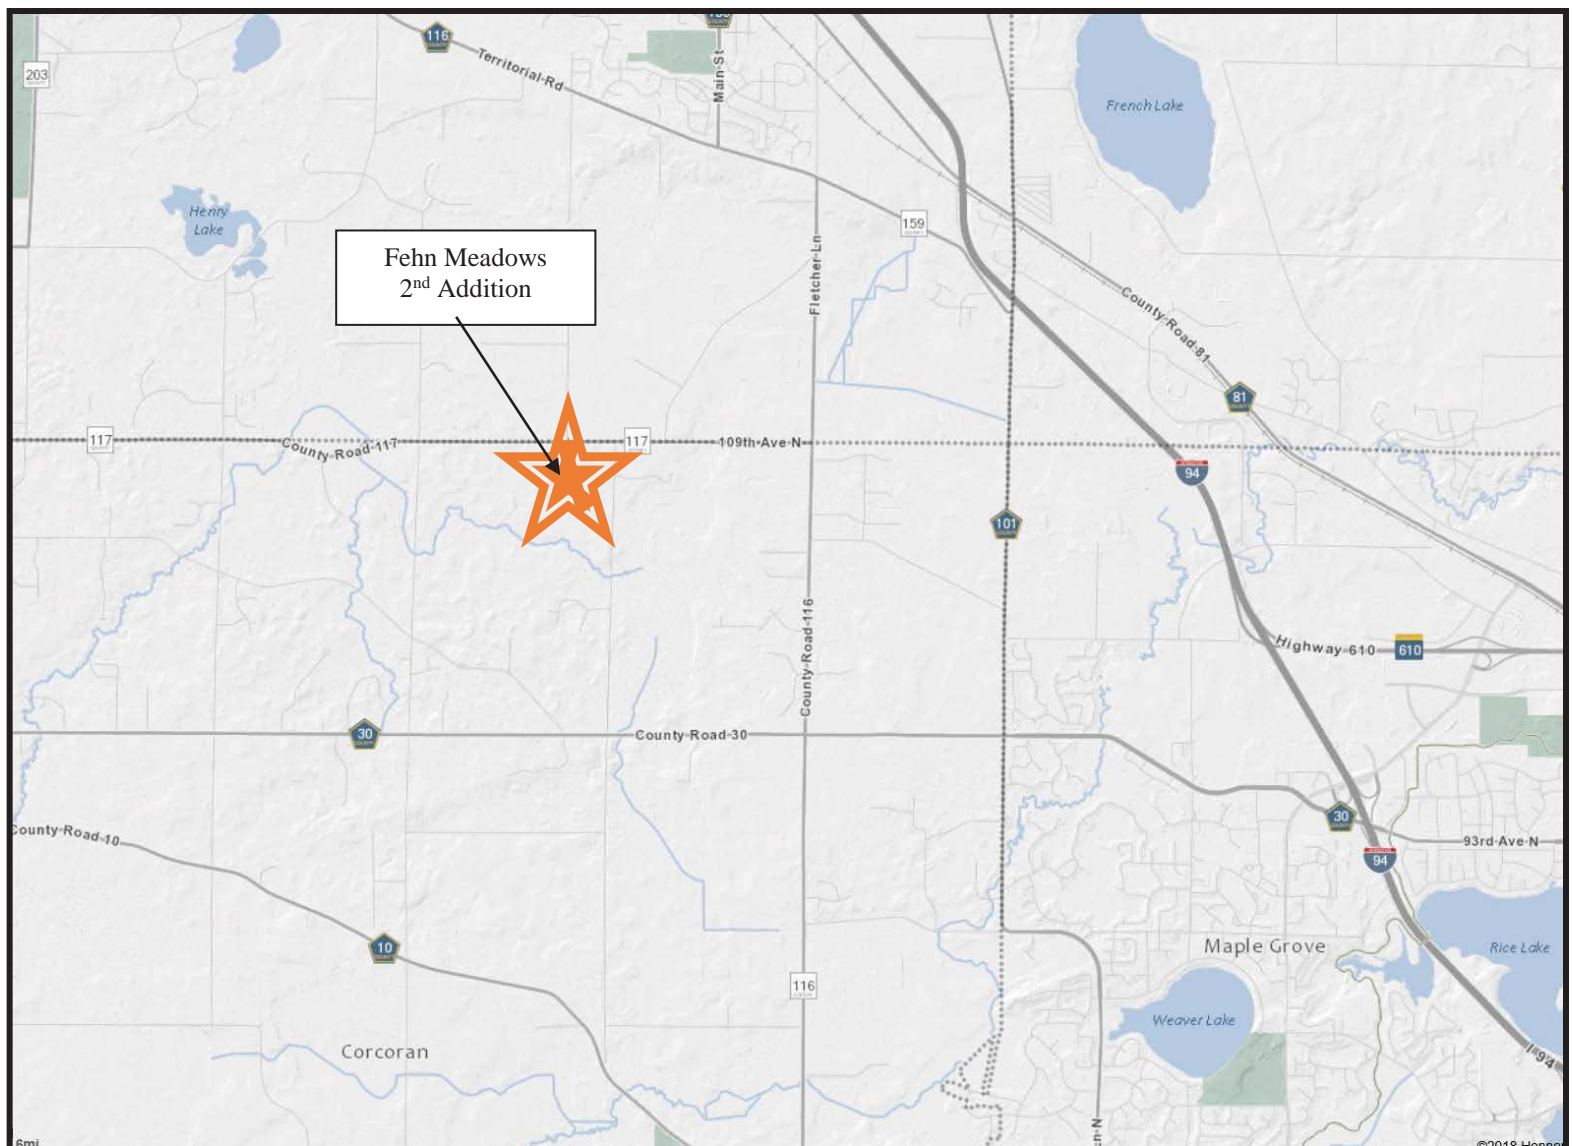 116
Territorial-Rd
Main-St
203
French Lake
Henry
Lake
159
Fletcher-Ln
Fehn Meadows
2nd Addition
County-Road-81
81
117
County-Road-117
117
109th-Ave-N
94
101
County-Road-116
Highway-610
610
30
County-Road-30
County-Road-10
30
93rd-Ave-N
94
10
Maple Grove
Rice Lake
116
Weaver Lake
Corcoran
I-94